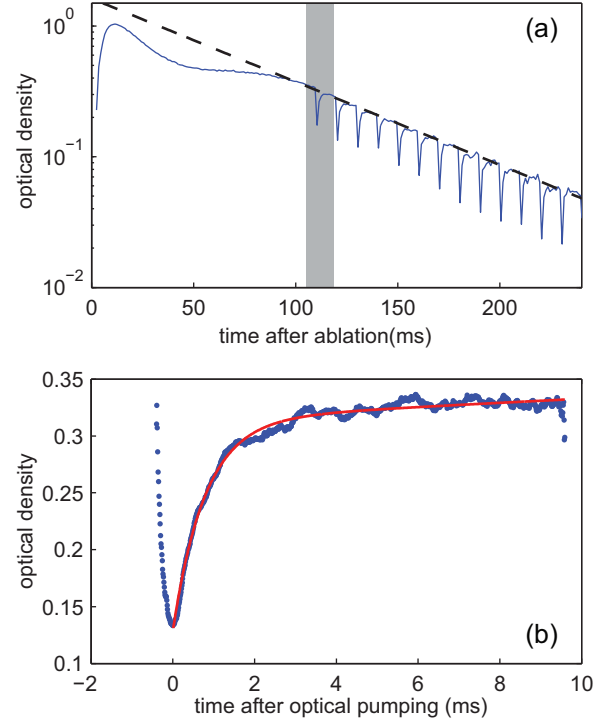 (a)
10^0
10^-1
10^-2
optical density
0 50 100 150 200
time after ablation(ms)
(b)
0.35
0.3
0.25
0.2
0.15
0.1
optical density
−2 0 2 4 6 8 10
time after optical pumping (ms)